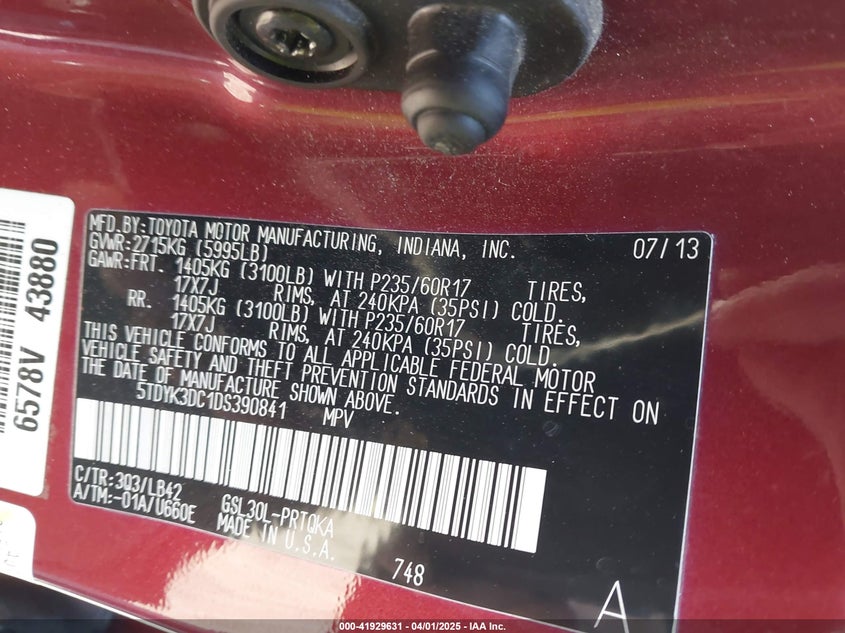 MFD.BY:TOYOTA MOTOR MANUFACTURING, INDIANA, INC. 07/13
GVWR:2715KG (5995LB)
GAWR:FRT. 1405KG (3100LB) WITH P235/60R17 TIRES,
17X7J RIMS, AT 240KPA (35PSI) COLD.
RR. 1405KG (3100LB) WITH P235/60R17 TIRES,
17X7J RIMS, AT 240KPA (35PSI) COLD.
THIS VEHICLE CONFORMS TO ALL APPLICABLE FEDERAL MOTOR
VEHICLE SAFETY AND THEFT PREVENTION STANDARDS IN EFFECT ON
THE DATE OF MANUFACTURE SHOWN ABOVE.
5TDYK3DC1DS390841 MPV
C/TR:3Q3/LB42
A/TM:-01A/U660E
GSL30L-PRTQKA
MADE IN U.S.A.
748
A
6578V 43880
000-41929631 - 04/01/2025 - IAA Inc.